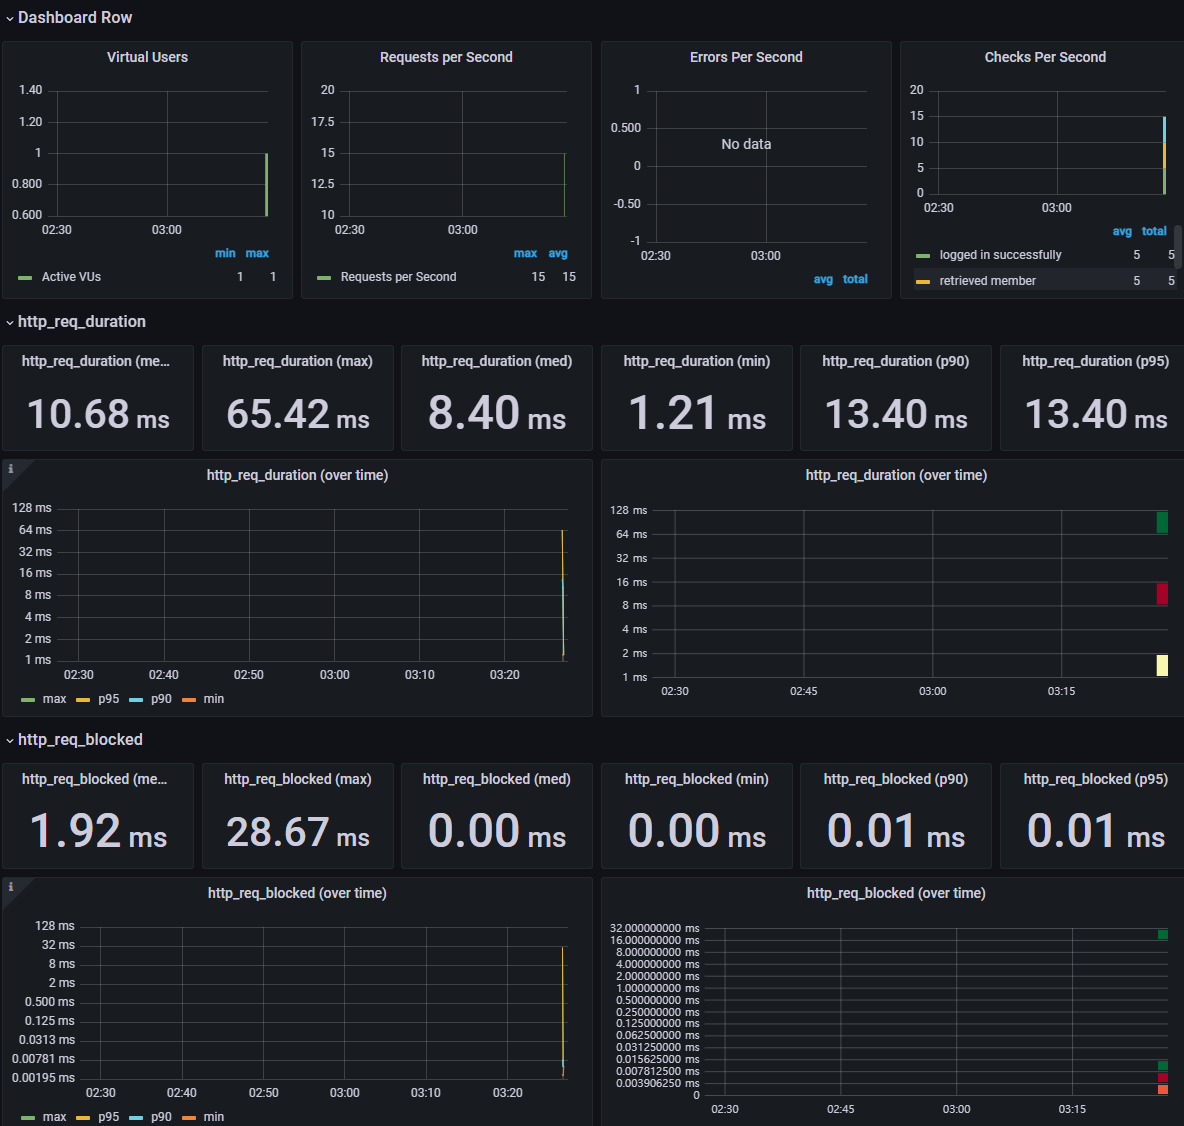 Dashboard Row
Virtual Users
1.40
1.20
1
0.800
0.600
02:30 03:00
min max
Active VUs 1 1
Requests per Second
20
17.5
15
12.5
10
02:30 03:00
max avg
Requests per Second 15 15
Errors Per Second
1
0.500
0
-0.50
-1
No data
02:30 03:00
avg total
Checks Per Second
20
15
10
5
0
02:30 03:00
avg total
logged in successfully 5 5
retrieved member 5 5
http_req_duration
http_req_duration (me...
10.68 ms
http_req_duration (max)
65.42 ms
http_req_duration (med)
8.40 ms
http_req_duration (min)
1.21 ms
http_req_duration (p90)
13.40 ms
http_req_duration (p95)
13.40 ms
i
http_req_duration (over time)
128 ms
64 ms
32 ms
16 ms
8 ms
4 ms
2 ms
1 ms
02:30 02:40 02:50 03:00 03:10 03:20
max p95 p90 min
http_req_duration (over time)
128 ms
64 ms
32 ms
16 ms
8 ms
4 ms
2 ms
1 ms
02:30 02:45 03:00 03:15
http_req_blocked
http_req_blocked (me...
1.92 ms
http_req_blocked (max)
28.67 ms
http_req_blocked (med)
0.00 ms
http_req_blocked (min)
0.00 ms
http_req_blocked (p90)
0.01 ms
http_req_blocked (p95)
0.01 ms
i
http_req_blocked (over time)
128 ms
32 ms
8 ms
2 ms
0.500 ms
0.125 ms
0.0313 ms
0.00781 ms
0.00195 ms
02:30 02:40 02:50 03:00 03:10 03:20
max p95 p90 min
http_req_blocked (over time)
32.000000000 ms
16.000000000 ms
8.000000000 ms
4.000000000 ms
2.000000000 ms
1.000000000 ms
0.500000000 ms
0.250000000 ms
0.125000000 ms
0.062500000 ms
0.031250000 ms
0.015625000 ms
0.007812500 ms
0.003906250 ms
0
02:30 02:45 03:00 03:15